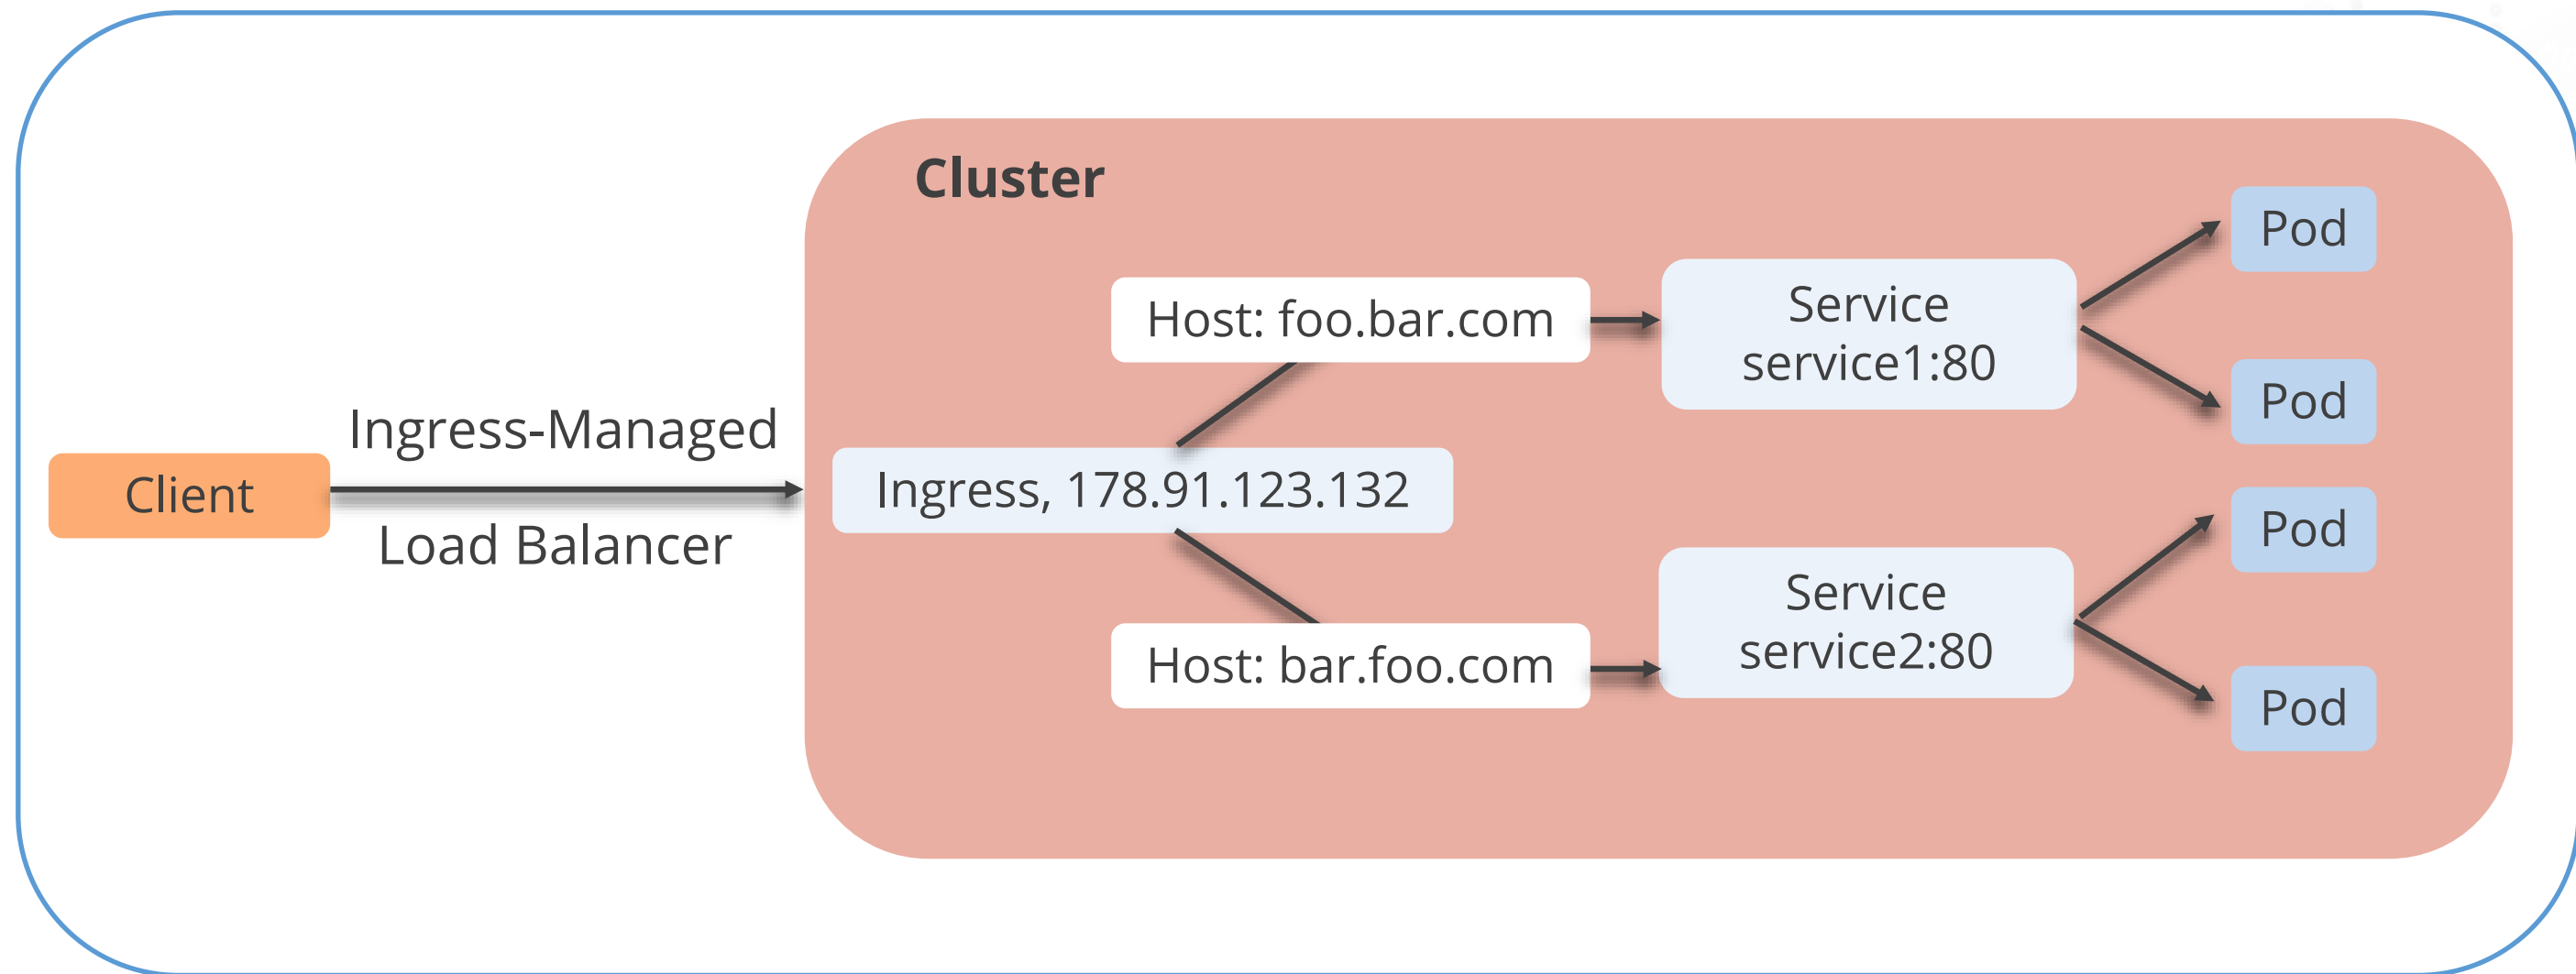 Cluster
Client
Ingress-Managed
Load Balancer
Ingress, 178.91.123.132
Host: foo.bar.com
Service
service1:80
Pod
Pod
Host: bar.foo.com
Service
service2:80
Pod
Pod